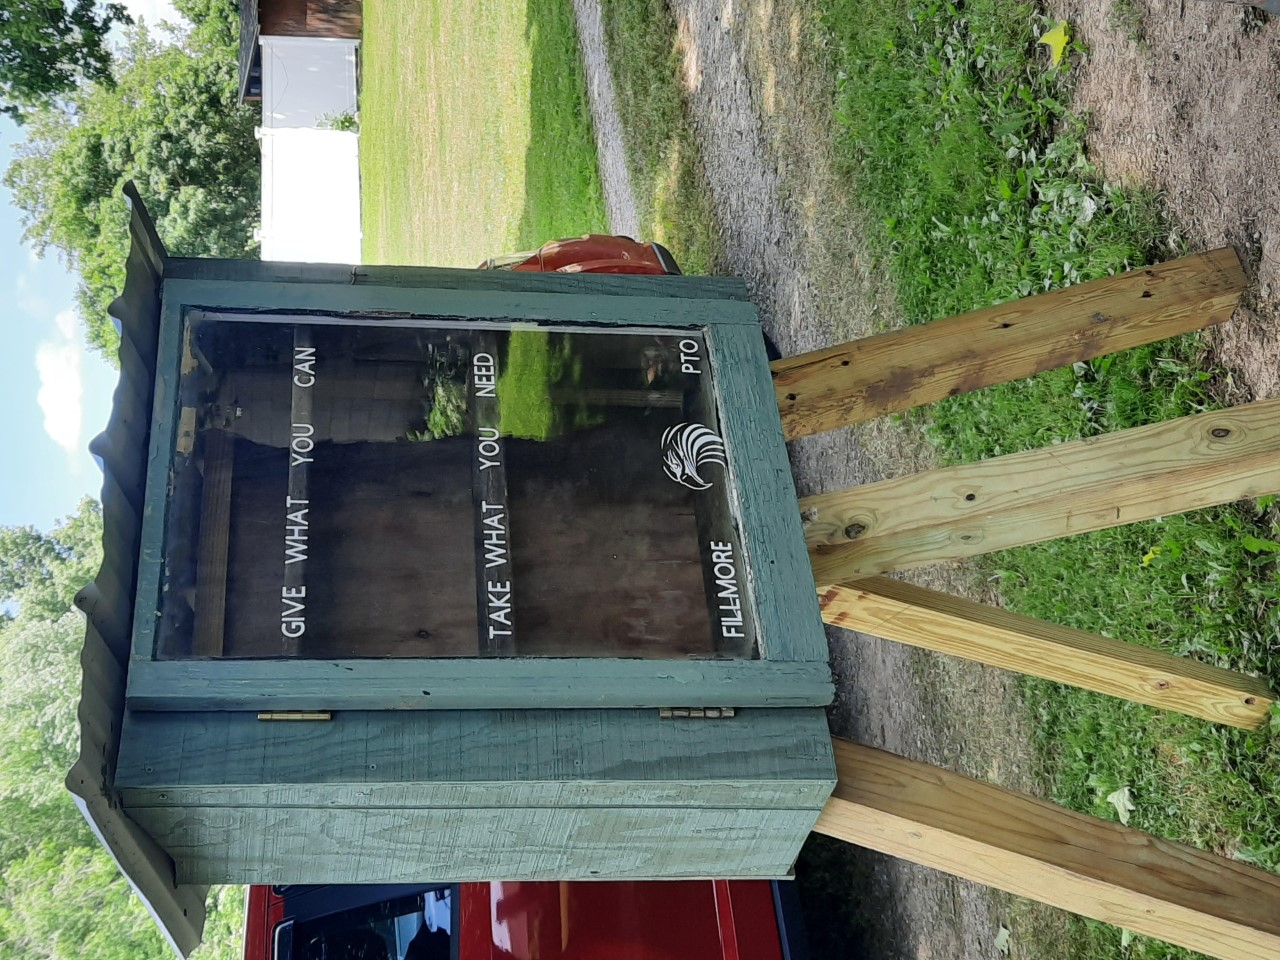 GIVE WHAT YOU CAN
TAKE WHAT YOU NEED
FILLMORE PTO